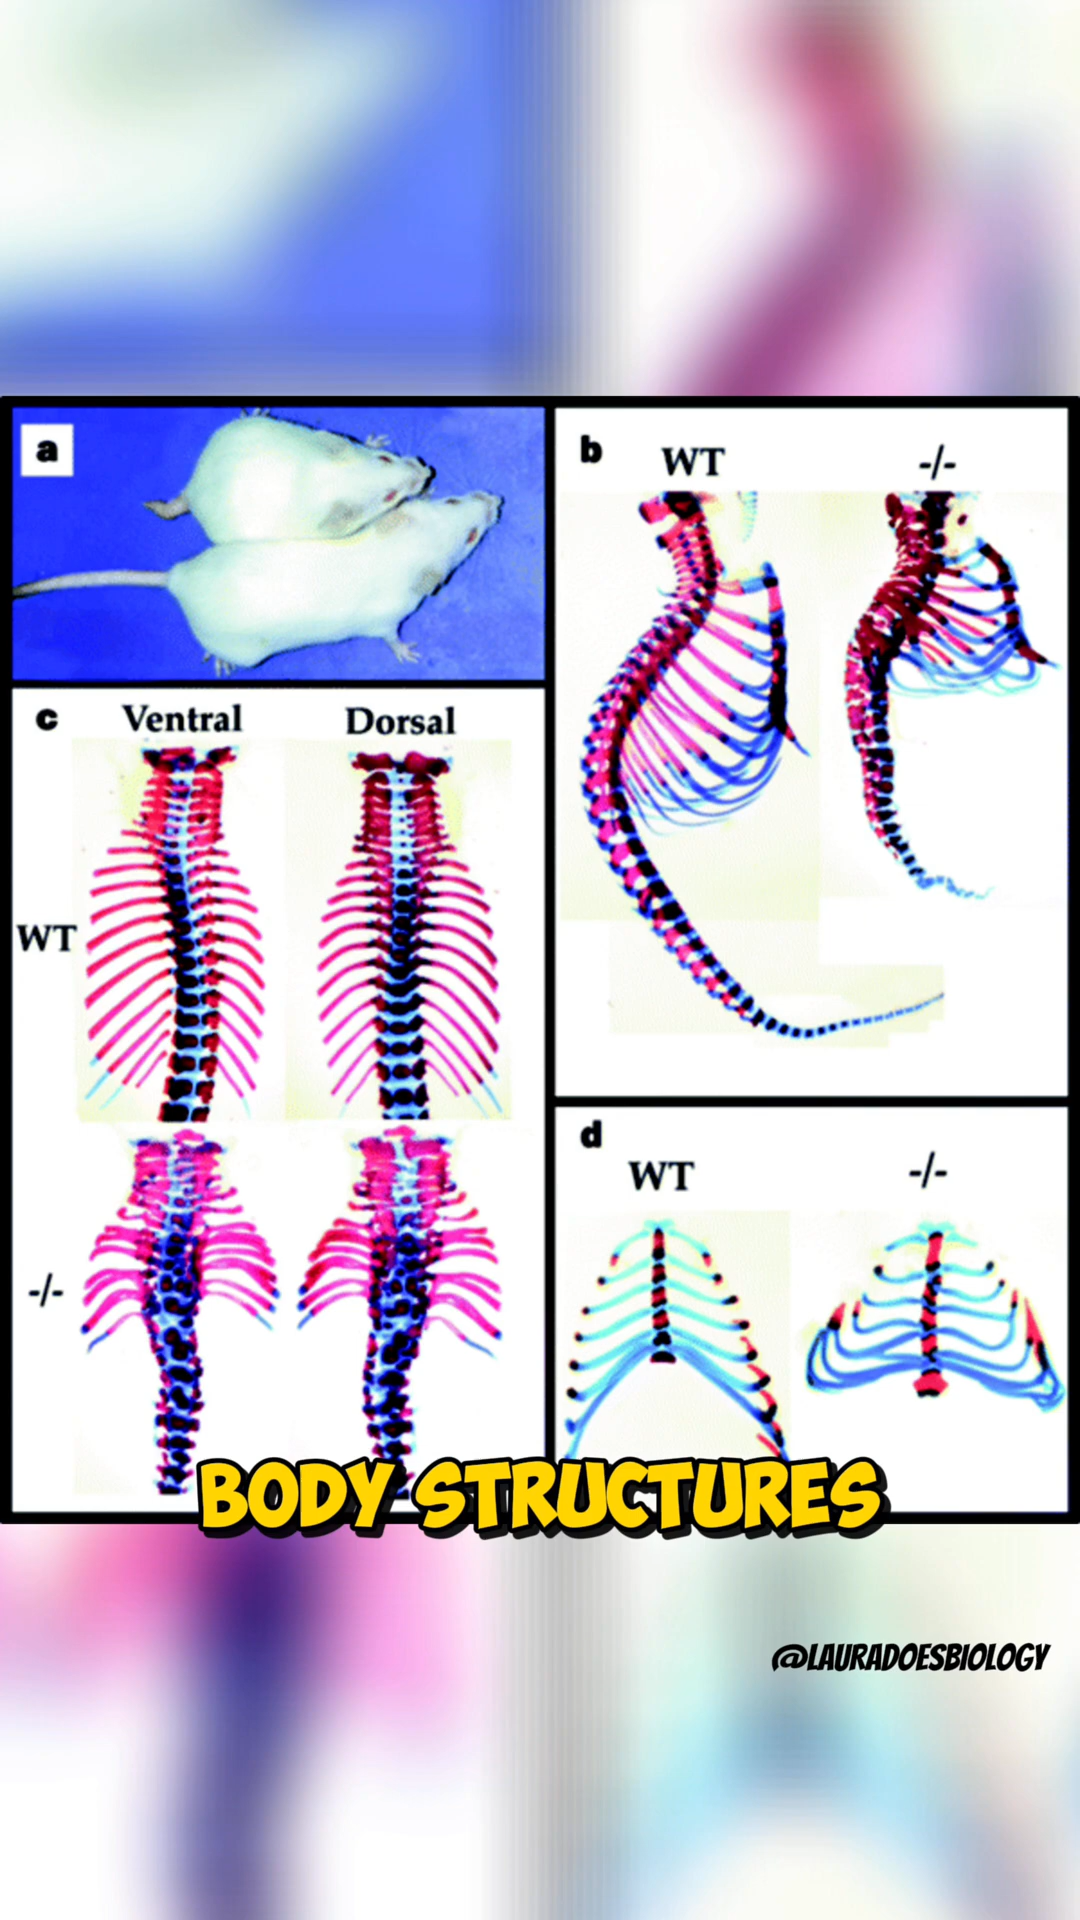 a
b
WT
-/-
c
Ventral
Dorsal
WT
-/-
d
WT
-/-
BODY STRUCTURES
@LAURADOESBIOLOGY